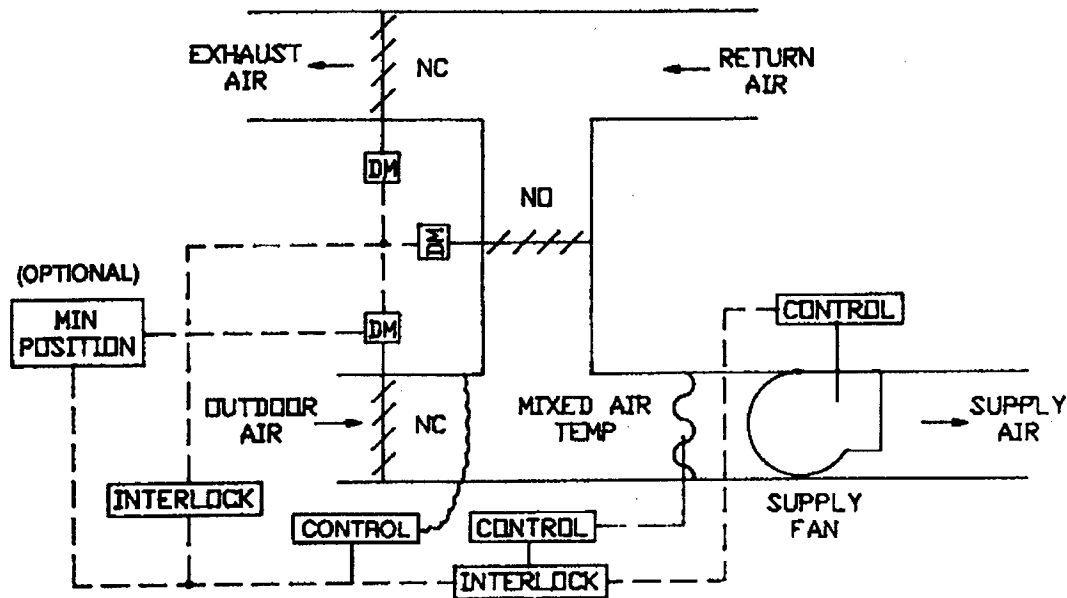 EXHAUST
AIR
NC
RETURN
AIR
DM
NO
DM
(OPTIONAL)
MIN
POSITION
DM
CONTROL
OUTDOOR
AIR
NC
MIXED AIR
TEMP
SUPPLY
AIR
INTERLOCK
CONTROL
CONTROL
SUPPLY
FAN
INTERLOCK